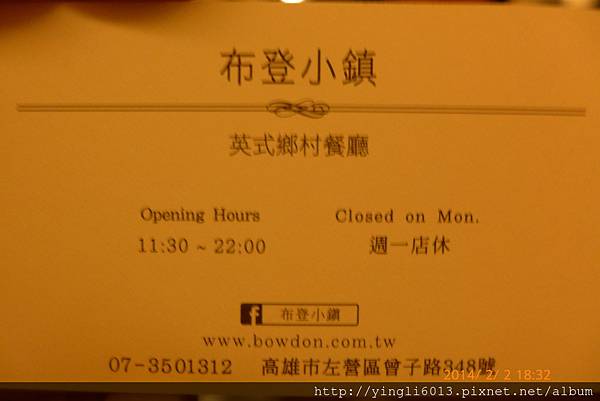 布登小鎮
英式鄉村餐廳
Opening Hours
Closed on Mon.
11:30 ~ 22:00
週一店休
f 布登小鎮
www.bowdon.com.tw
07-3501312 高雄市左營區曾子路348號
2014/ 2/ 2 18:32
http://yingli6013.pixnet.net/album